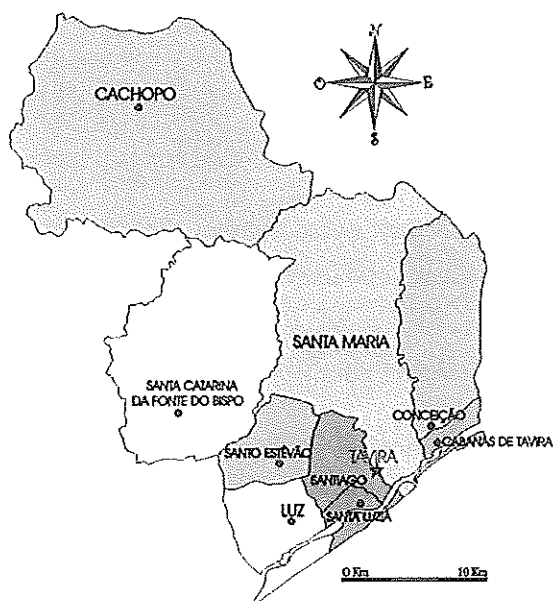 N
CACHOPO
O E
S
SANTA MARIA
SANTA CATARINA
DA FONTE DO BISPO
CONCEIÇÃO
CABANAS DE TAVIRA
SANTO ESTÊVÃO
TAVIRA
SANTIAGO
LUZ
SANTA LUZIA
0 Km 10 Km